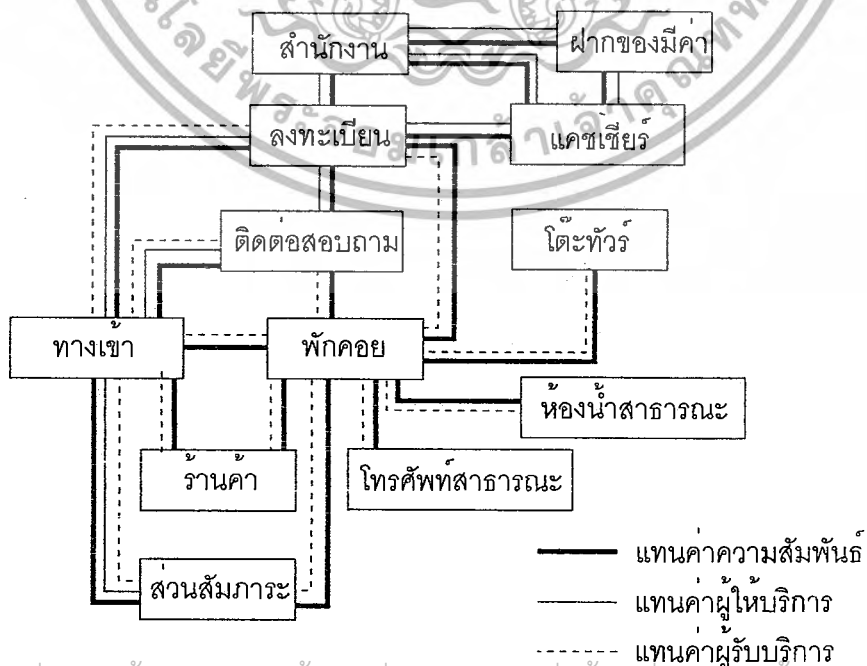 สำนักงาน
ฝากของมีค่า
ลงทะเบียน
แคชเชียร์
ติดต่อสอบถาม
โต๊ะทัวร์
ทางเข้า
พักคอย
ห้องน้ำสาธารณะ
ร้านค้า
โทรศัพท์สาธารณะ
ส่วนสัมภาระ
แทนค่าความสัมพันธ์
แทนค่าผู้ให้บริการ
แทนค่าผู้รับบริการ